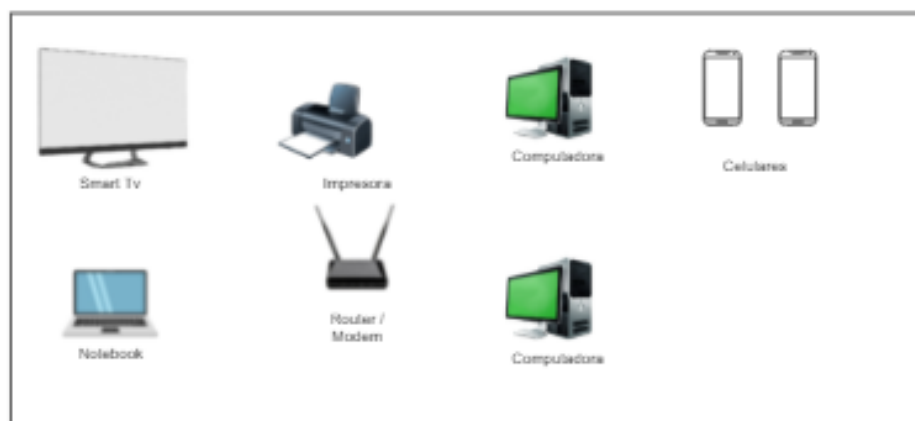 Smart Tv
Impresora
Computadora
Celulares
Notebook
Router /
Modem
Computadora